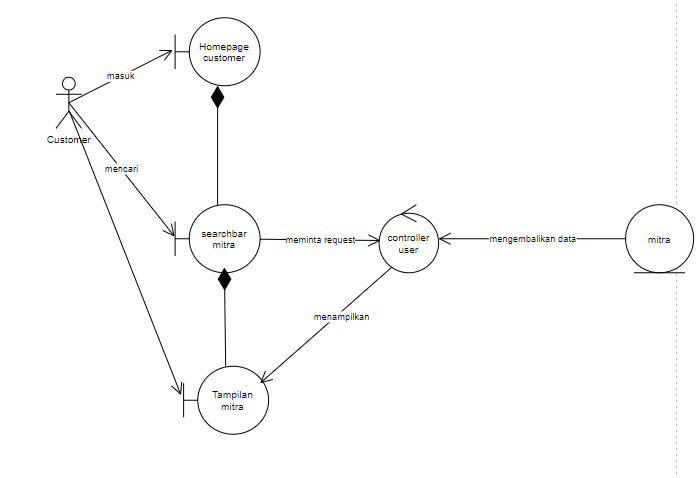 Homepage
customer
masuk
Customer
mencari
searchbar
mitra
meminta request
controller
user
mengembalikan data
mitra
menampilkan
Tampilan
mitra